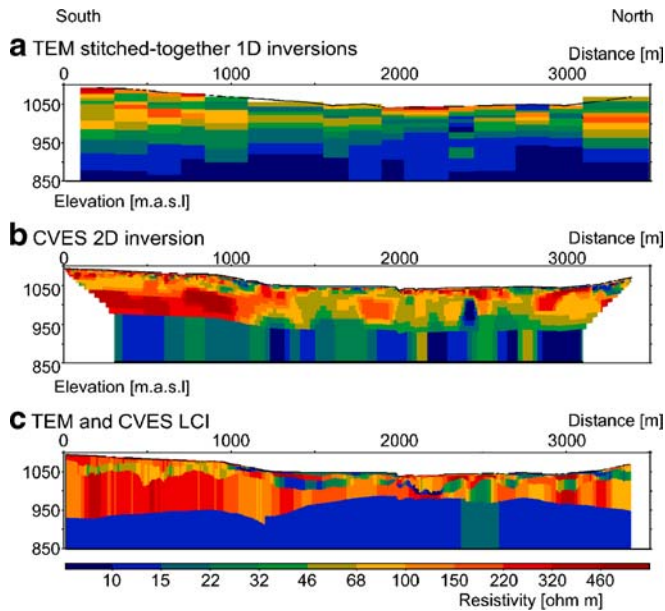 South North
a TEM stitched-together 1D inversions
Distance [m]
0 1000 2000 3000
1050
950
850
Elevation [m.a.s.l]
b CVES 2D inversion
Distance [m]
0 1000 2000 3000
1050
950
850
Elevation [m.a.s.l]
c TEM and CVES LCI
Distance [m]
0 1000 2000 3000
1050
950
850
10 15 22 32 46 68 100 150 220 320 460
Resistivity [ohm m]